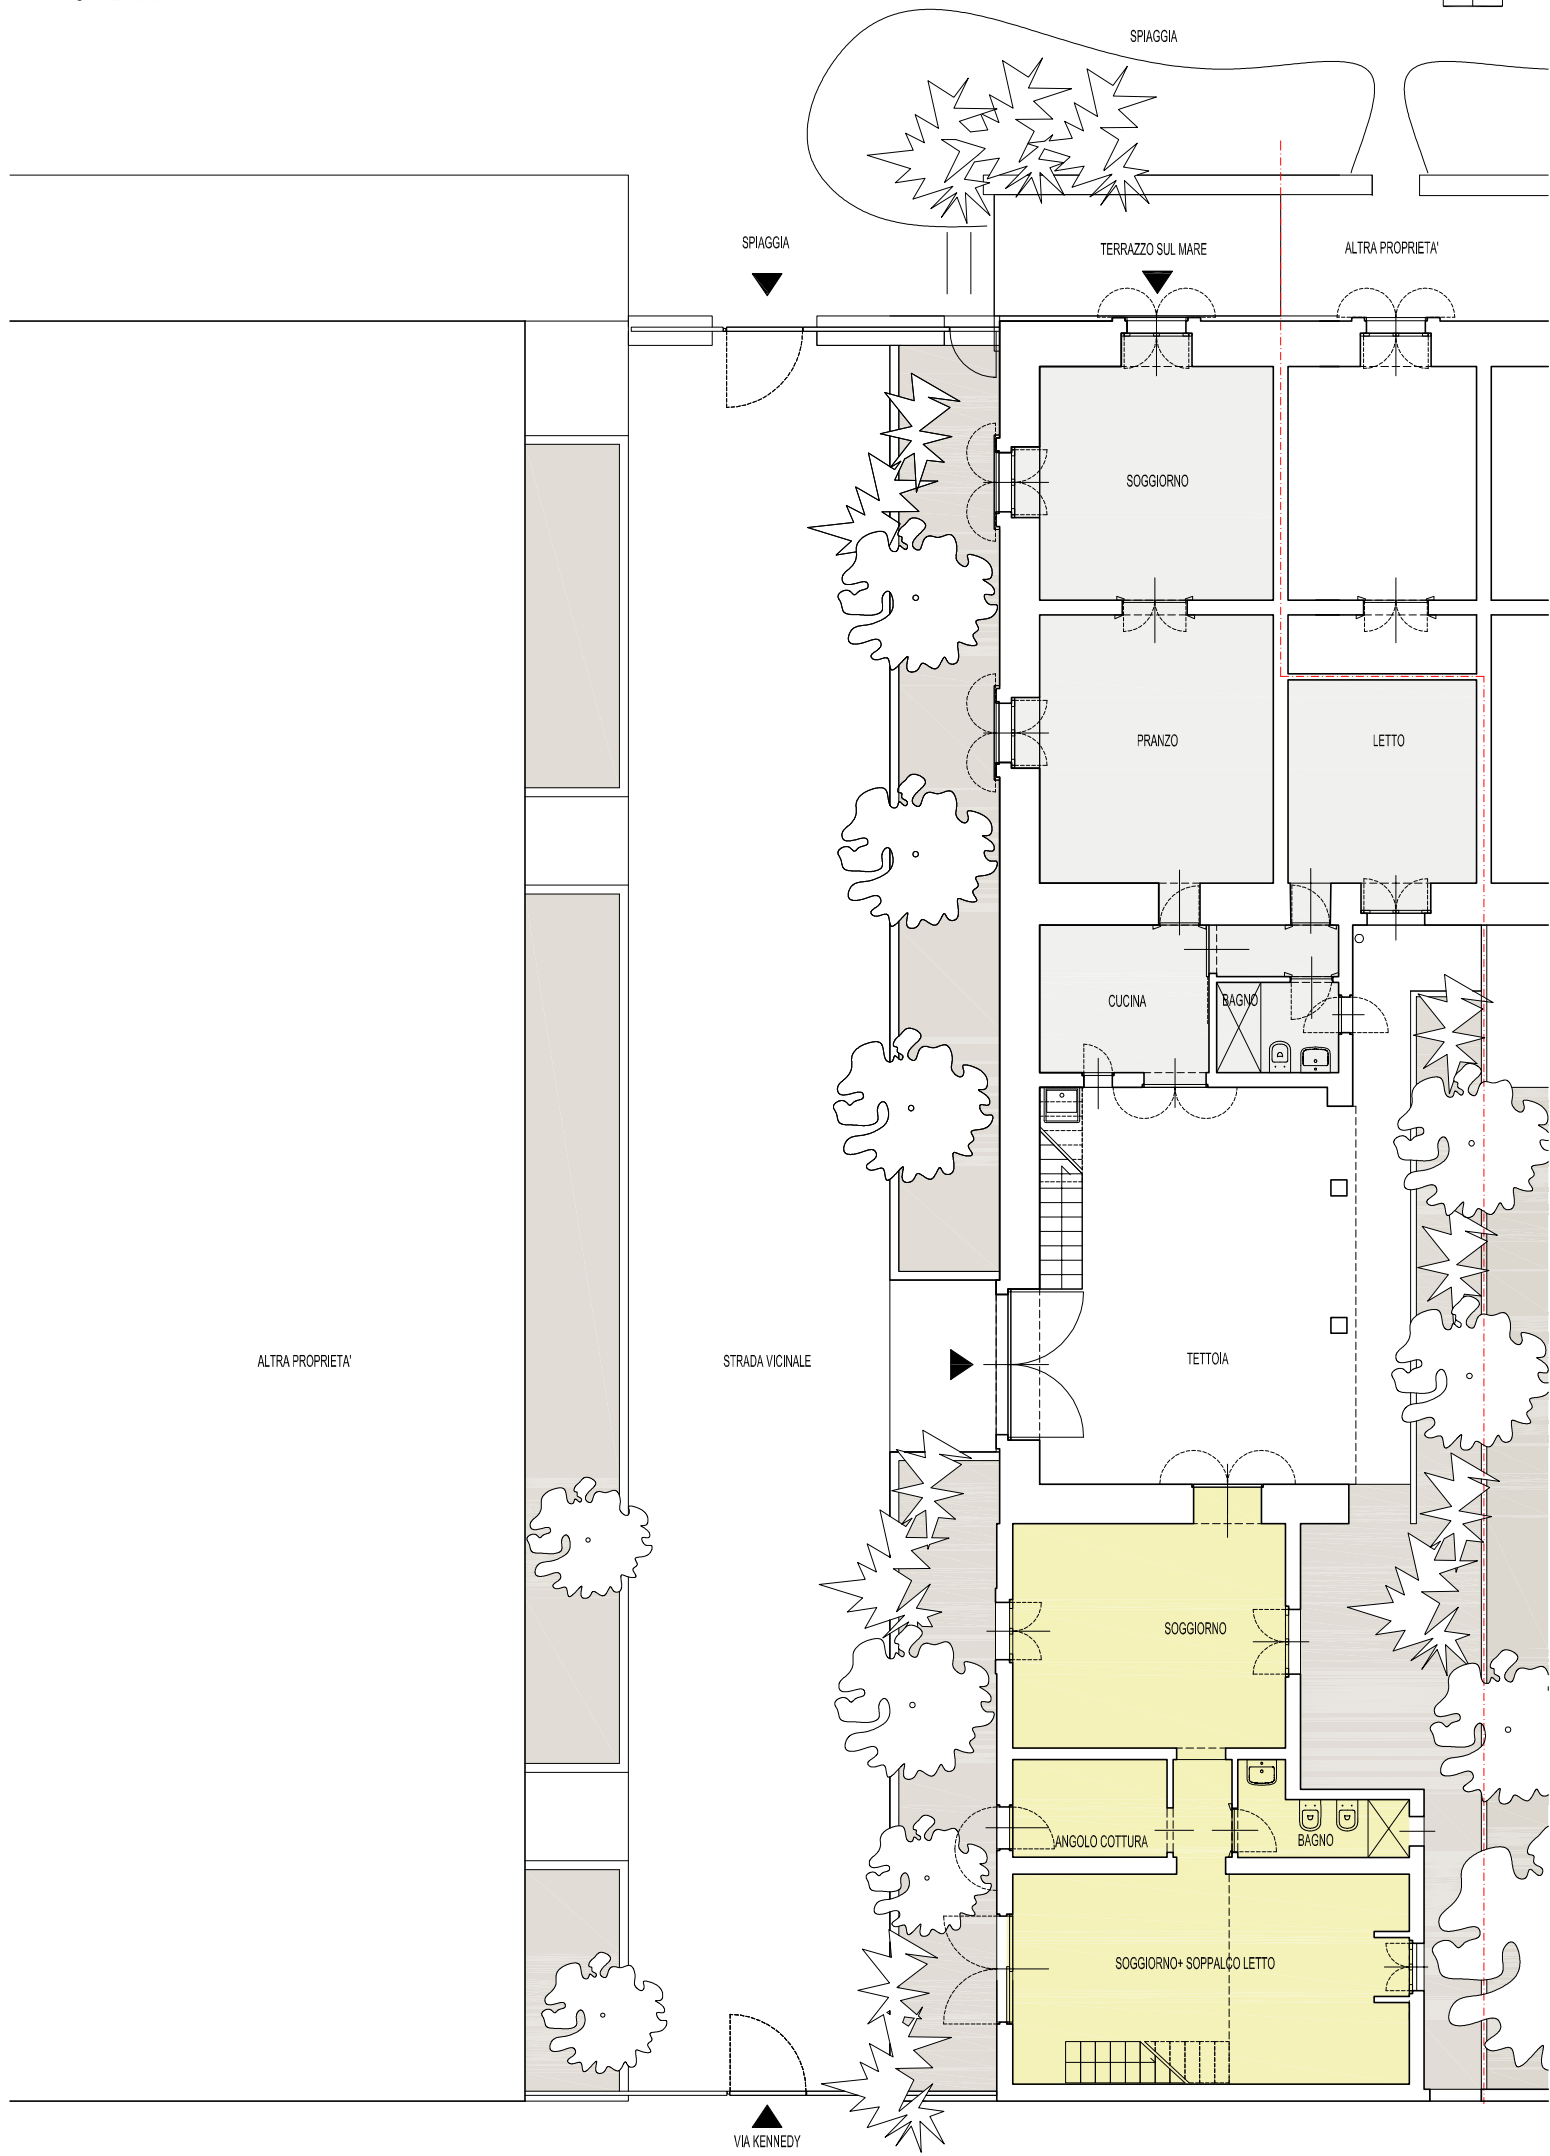 SPIAGGIA
SPIAGGIA
TERRAZZO SUL MARE
ALTRA PROPRIETA'
SOGGIORNO
PRANZO
LETTO
CUCINA
BAGNO
ALTRA PROPRIETA'
STRADA VICINALE
TETTOIA
SOGGIORNO
ANGOLO COTTURA
BAGNO
SOGGIORNO+ SOPPALCO LETTO
VIA KENNEDY